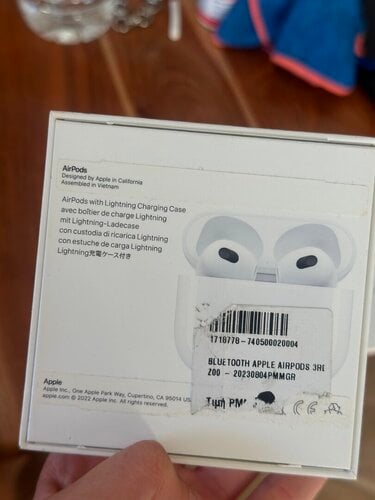 AirPods
Designed by Apple in California
Assembled in Vietnam
AirPods with Lightning Charging Case
avec boîtier de charge Lightning
mit Lightning-Ladecase
con custodia di ricarica Lightning
con estuche de carga Lightning
Lightning充電ケース付き
1718778-740500020004
BLUETOOTH APPLE AIRPODS 3RE
Z00 - 20230804PMMGR
Τιμή PM
Apple
Apple Inc., One Apple Park Way, Cupertino, CA 95014 US
apple.com © 2022 Apple Inc. All rights reserved.